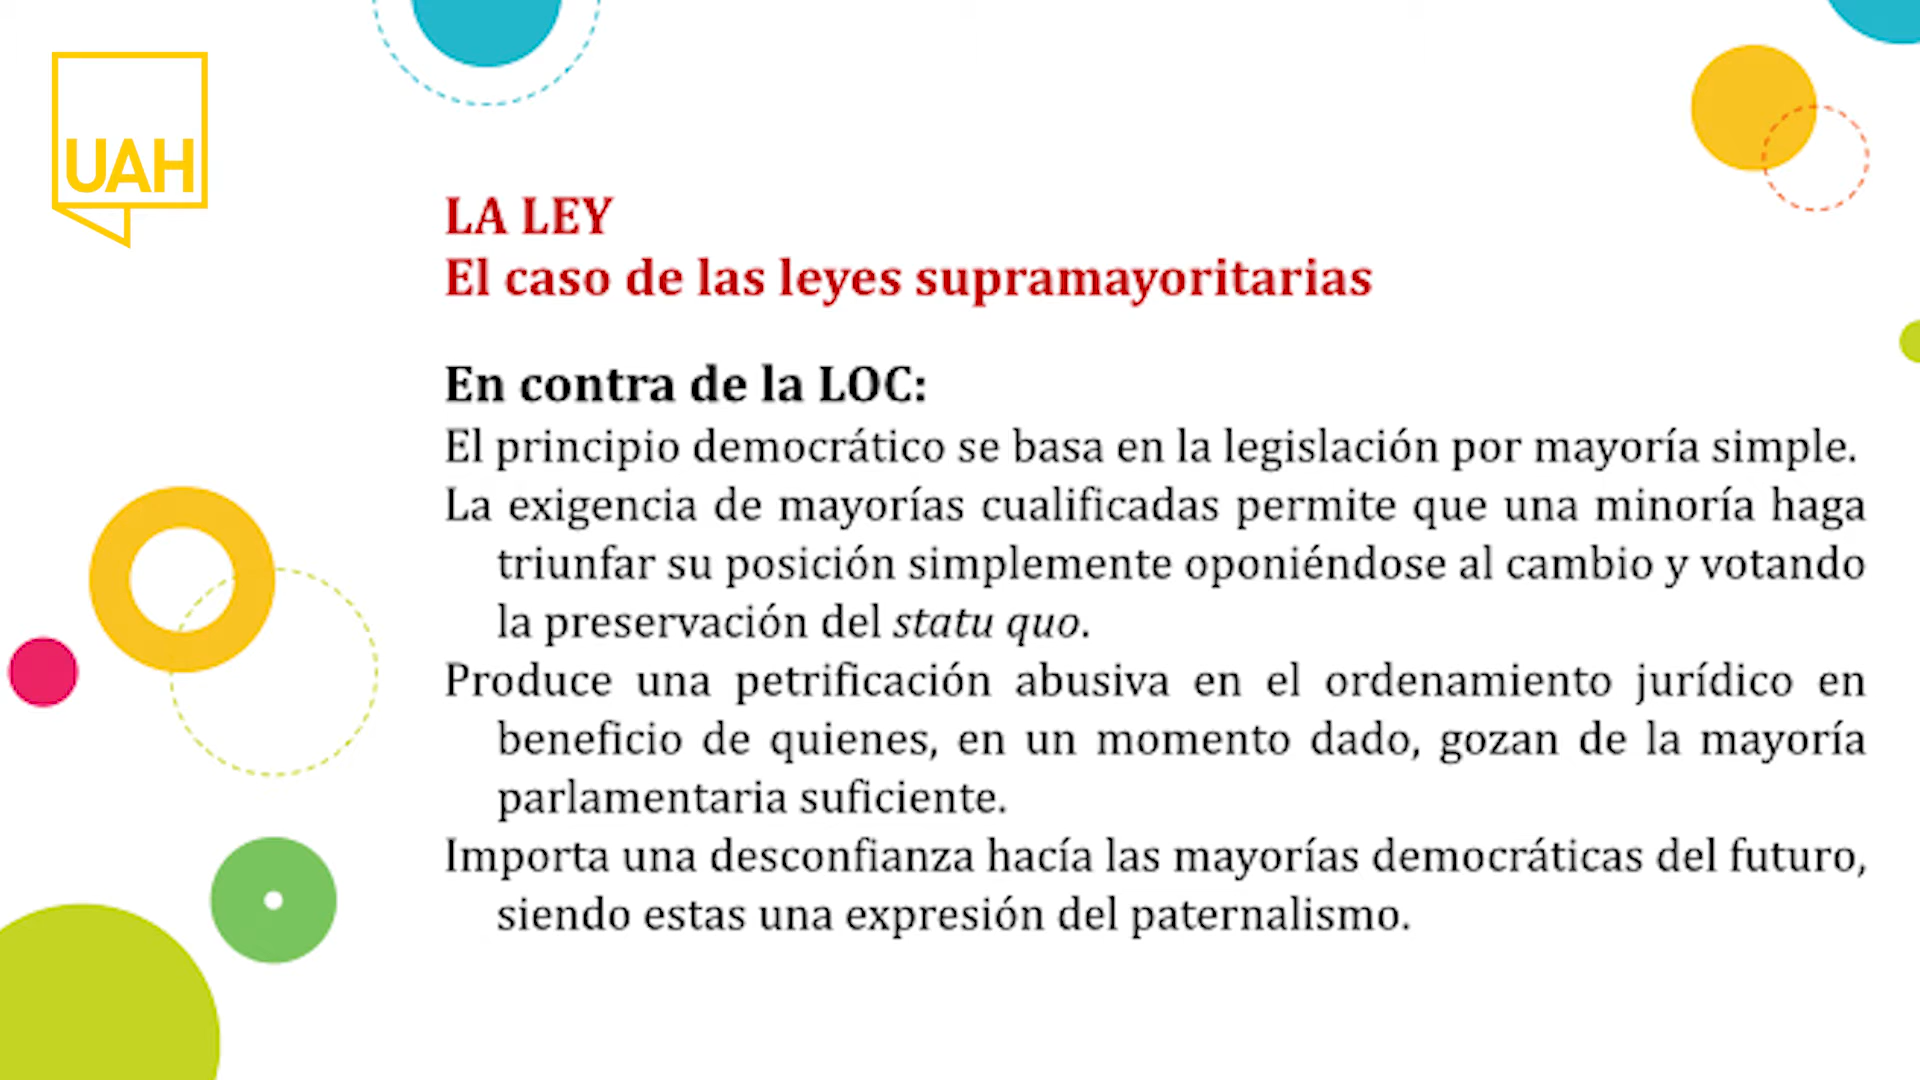 UAH
LA LEY
El caso de las leyes supramayoritarias
En contra de la LOC:
El principio democrático se basa en la legislación por mayoría simple.
La exigencia de mayorías cualificadas permite que una minoría haga
triunfar su posición simplemente oponiéndose al cambio y votando
la preservación del statu quo.
Produce una petrificación abusiva en el ordenamiento jurídico en
beneficio de quienes, en un momento dado, gozan de la mayoría
parlamentaria suficiente.
Importa una desconfianza hacía las mayorías democráticas del futuro,
siendo estas una expresión del paternalismo.